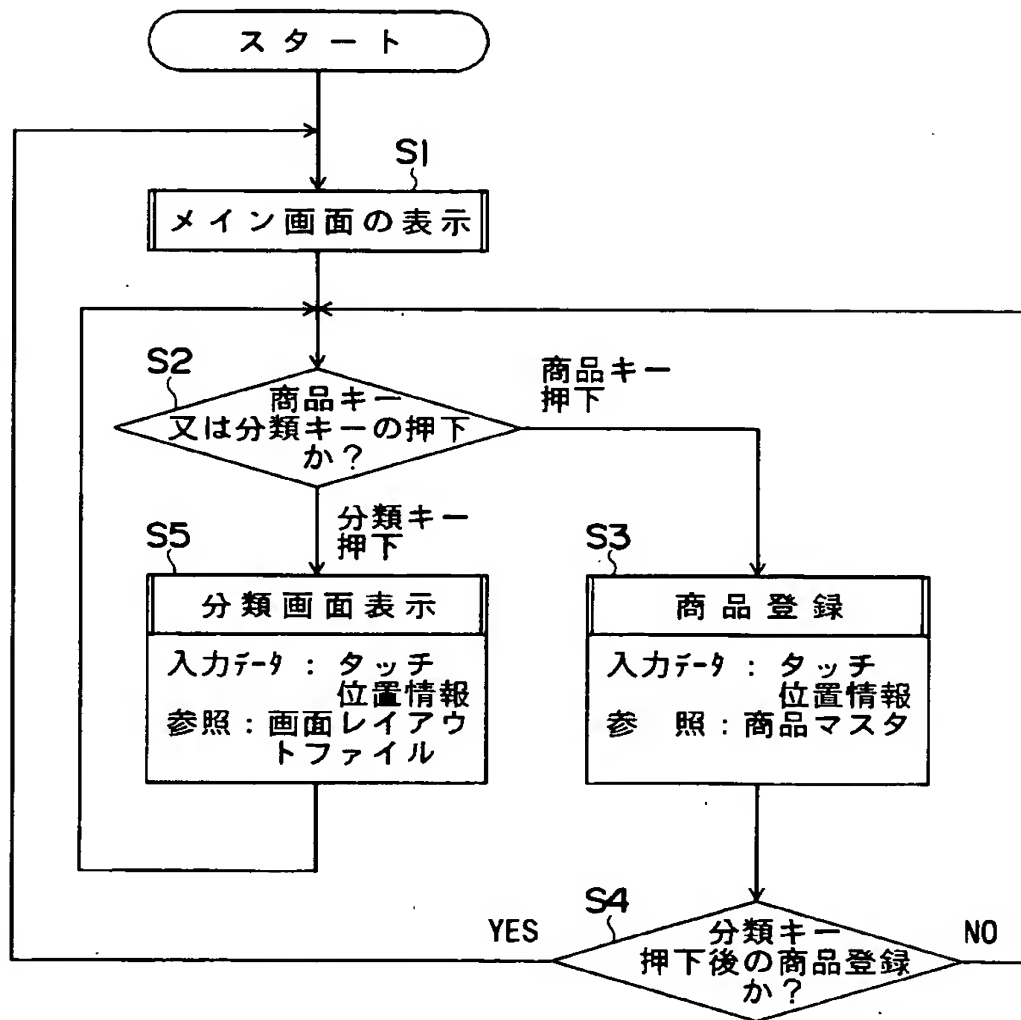 スタート
S1
メイン画面の表示
S2
商品キー
又は分類キーの押下
か?
商品キー
押下
分類キー
押下
S5
分類画面表示
入力データ:タッチ
位置情報
参照:画面レイアウ
トファイル
S3
商品登録
入力データ:タッチ
位置情報
参 照:商品マスタ
S4
分類キー
押下後の商品登録
か?
YES
NO